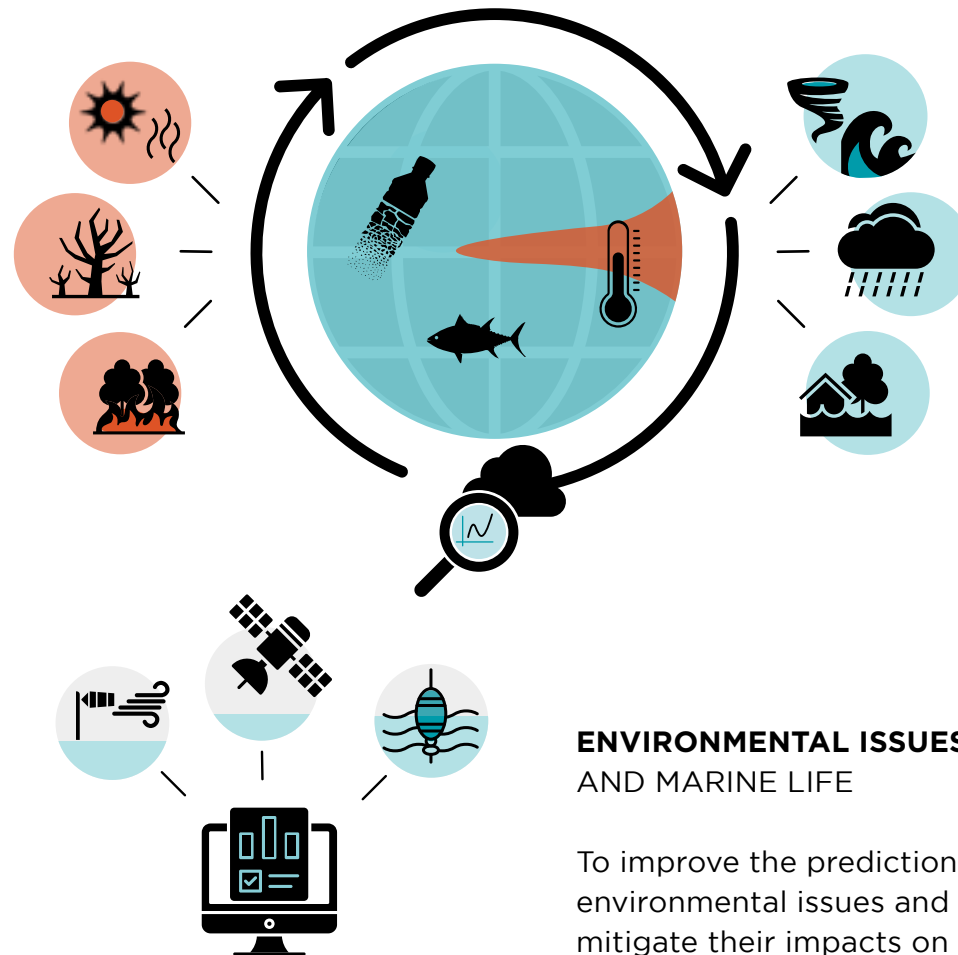 ENVIRONMENTAL ISSUES
AND MARINE LIFE
To improve the prediction
environmental issues and
mitigate their impacts on